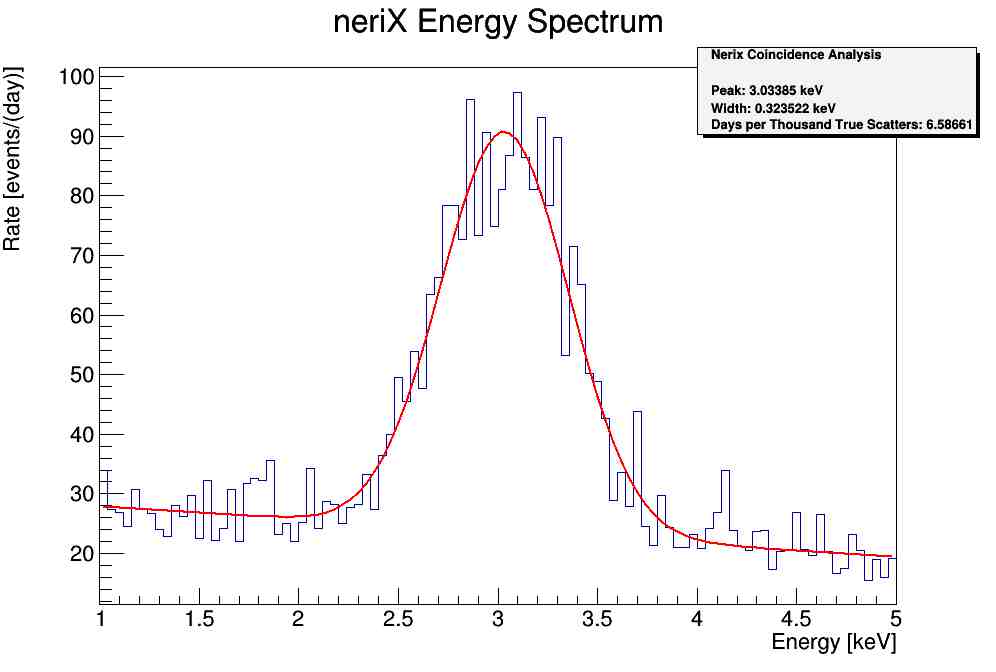 neriX Energy Spectrum
Nerix Coincidence Analysis
Peak: 3.03385 keV
Width: 0.323522 keV
Days per Thousand True Scatters: 6.58661
Rate [events/(day)]
100
90
80
70
60
50
40
30
20
1 1.5 2 2.5 3 3.5 4 4.5 5
Energy [keV]